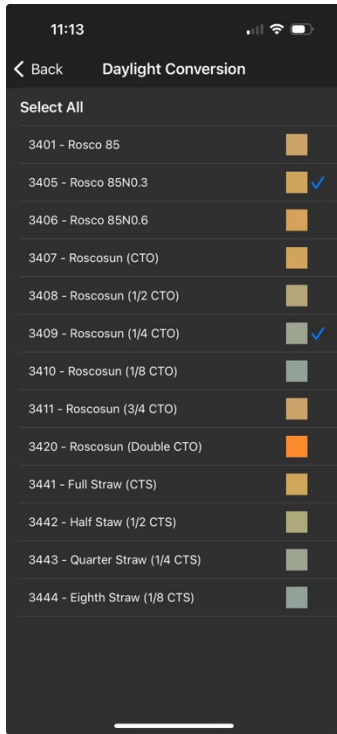 11:13
Back Daylight Conversion
Select All
3401 - Rosco 85
3405 - Rosco 85N0.3
3406 - Rosco 85N0.6
3407 - Roscosun (CTO)
3408 - Roscosun (1/2 CTO)
3409 - Roscosun (1/4 CTO)
3410 - Roscosun (1/8 CTO)
3411 - Roscosun (3/4 CTO)
3420 - Roscosun (Double CTO)
3441 - Full Straw (CTS)
3442 - Half Staw (1/2 CTS)
3443 - Quarter Straw (1/4 CTS)
3444 - Eighth Straw (1/8 CTS)